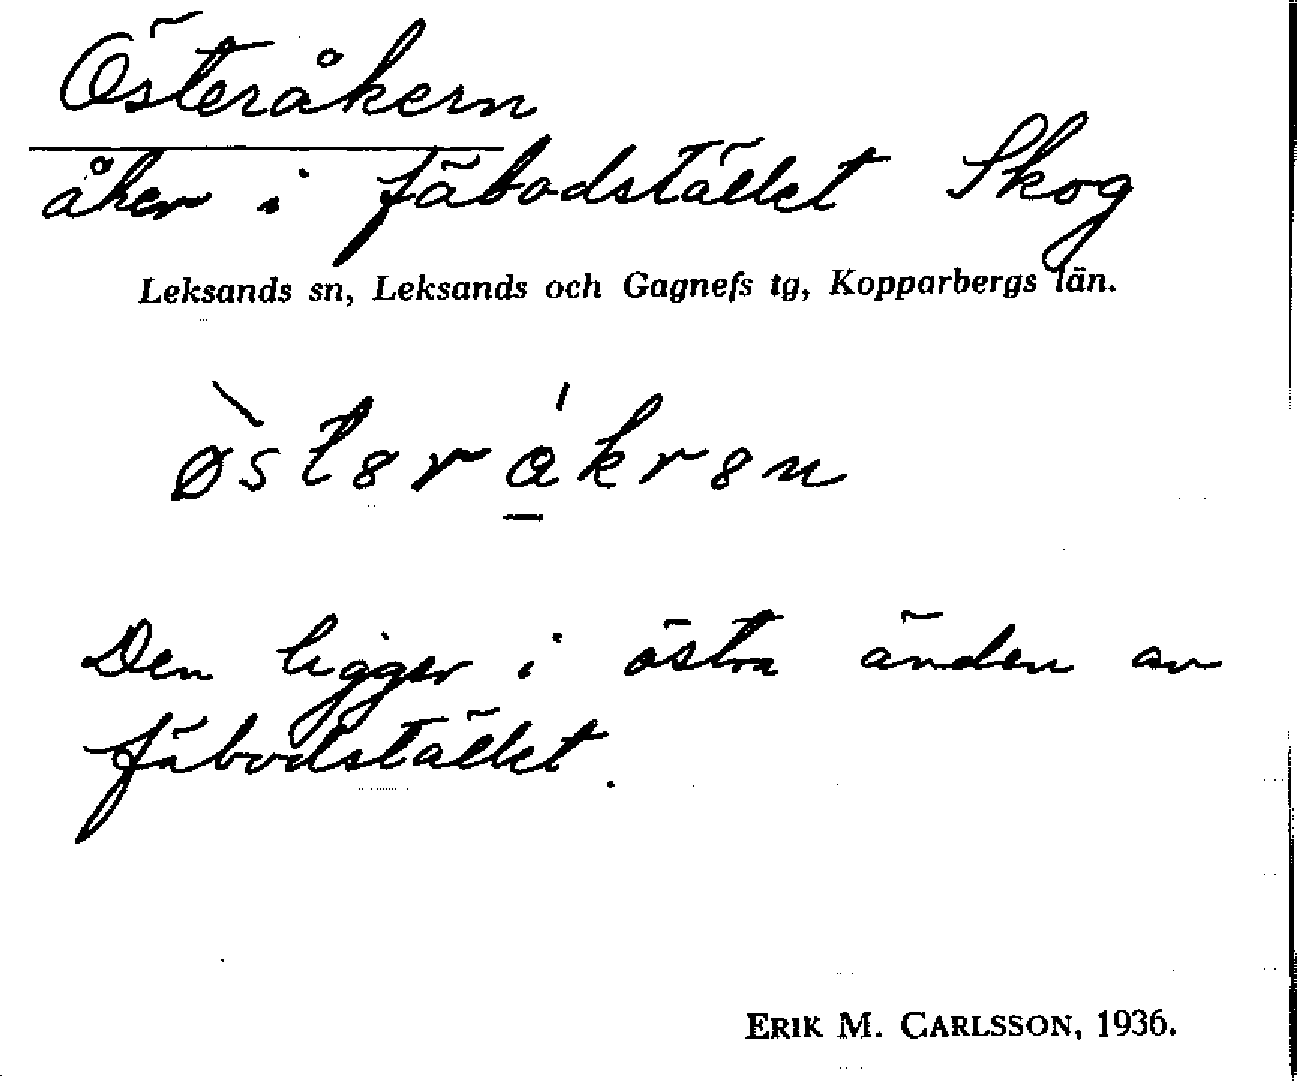 Österåkern
åker i fäbodstället Skog
Leksands sn, Leksands och Gagnefs tg, Kopparbergs län.
østerakren
Den ligger i östra änden av
fäbodstället.
ERIK M. CARLSSON, 1936.